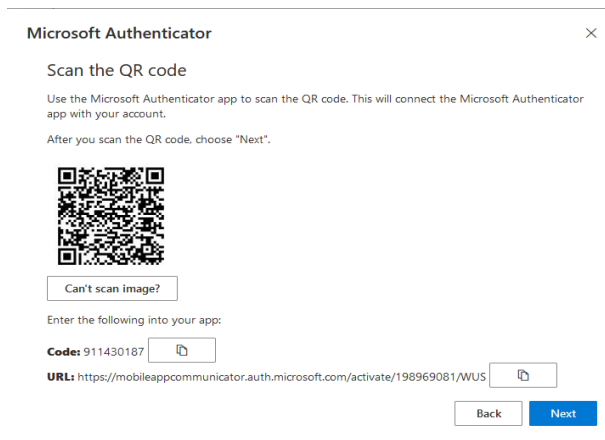 Microsoft Authenticator
Scan the QR code
Use the Microsoft Authenticator app to scan the QR code. This will connect the Microsoft Authenticator
app with your account.
After you scan the QR code, choose "Next".
Can't scan image?
Enter the following into your app:
Code: 911430187
URL: https://mobileappcommunicator.auth.microsoft.com/activate/198969081/WUS
Back Next